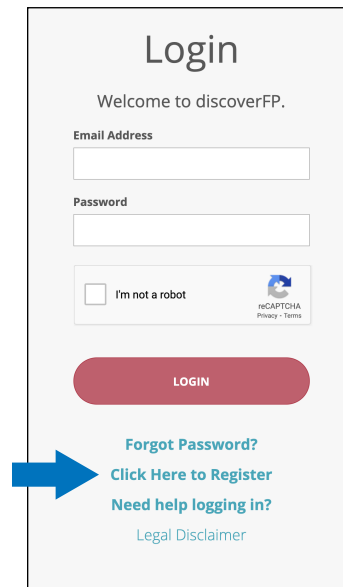 Login
Welcome to discoverFP.
Email Address
Password
I'm not a robot
reCAPTCHA
Privacy - Terms
LOGIN
Forgot Password?
Click Here to Register
Need help logging in?
Legal Disclaimer